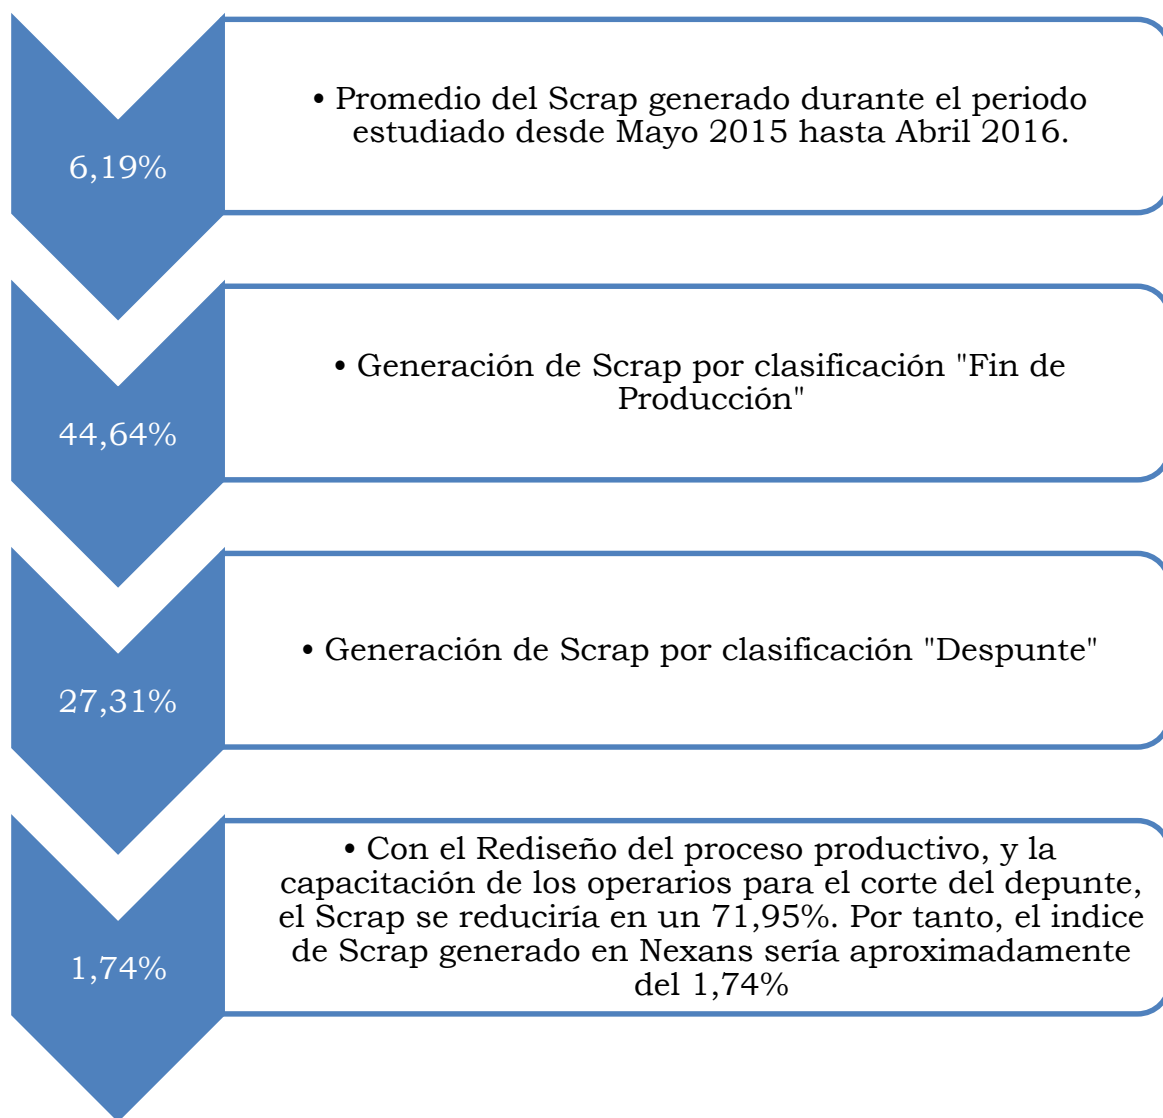 6,19%
• Promedio del Scrap generado durante el periodo
estudiado desde Mayo 2015 hasta Abril 2016.
44,64%
• Generación de Scrap por clasificación "Fin de
Producción"
27,31%
• Generación de Scrap por clasificación "Despunte"
1,74%
• Con el Rediseño del proceso productivo, y la
capacitación de los operarios para el corte del depunte,
el Scrap se reduciría en un 71,95%. Por tanto, el indice
de Scrap generado en Nexans sería aproximadamente
del 1,74%